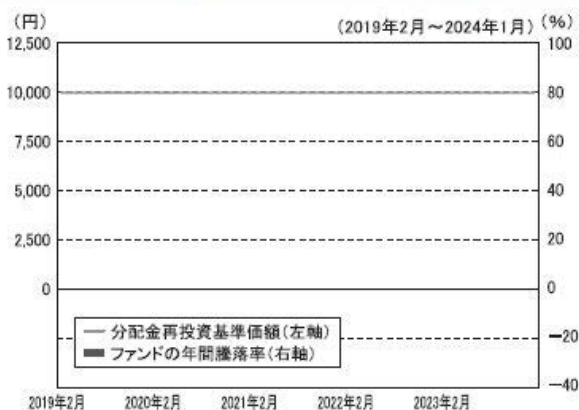 (円)
(2019年2月～2024年1月)
(%)
12,500
10,000
7,500
5,000
2,500
0
100
80
60
40
20
0
−20
−40
分配金再投資基準価額(左軸)
ファンドの年間騰落率(右軸)
2019年2月
2020年2月
2021年2月
2022年2月
2023年2月